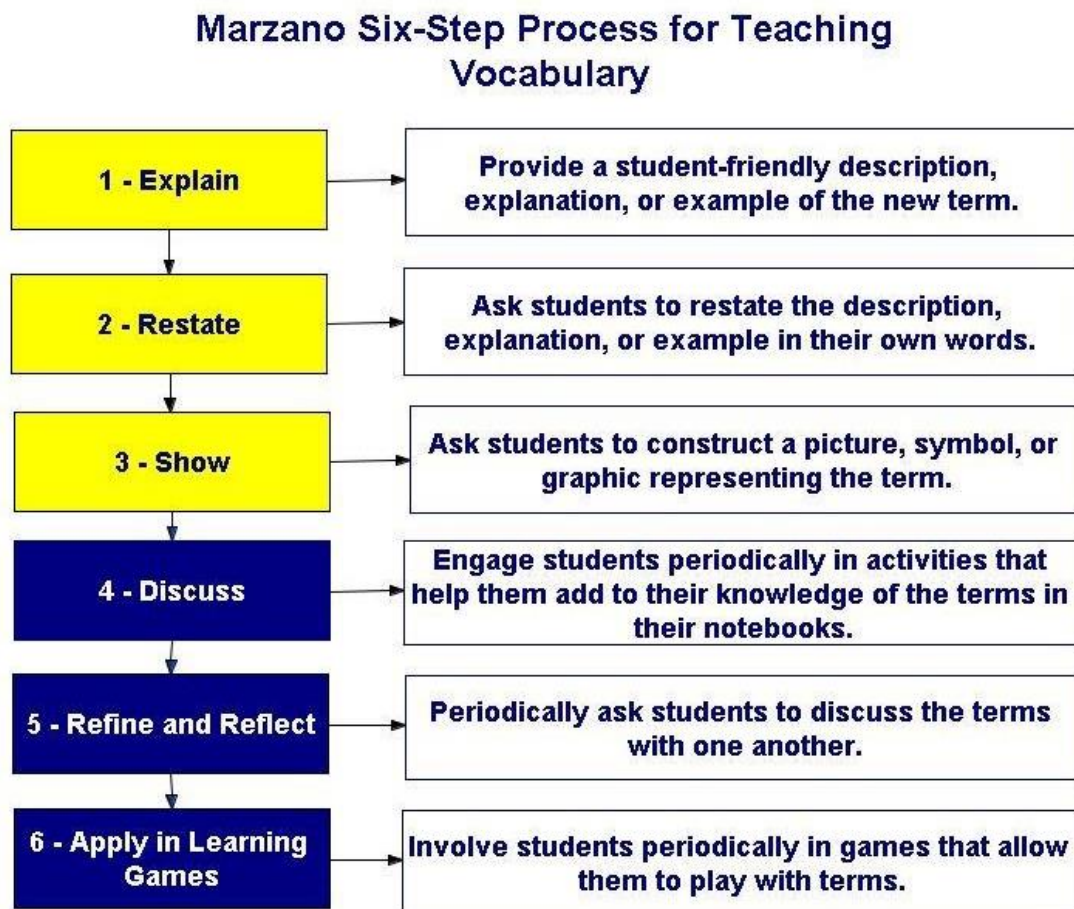 Marzano Six-Step Process for Teaching
Vocabulary
1 - Explain
Provide a student-friendly description,
explanation, or example of the new term.
2 - Restate
Ask students to restate the description,
explanation, or example in their own words.
3 - Show
Ask students to construct a picture, symbol, or
graphic representing the term.
4 - Discuss
Engage students periodically in activities that
help them add to their knowledge of the terms in
their notebooks.
5 - Refine and Reflect
Periodically ask students to discuss the terms
with one another.
6 - Apply in Learning
Games
Involve students periodically in games that allow
them to play with terms.